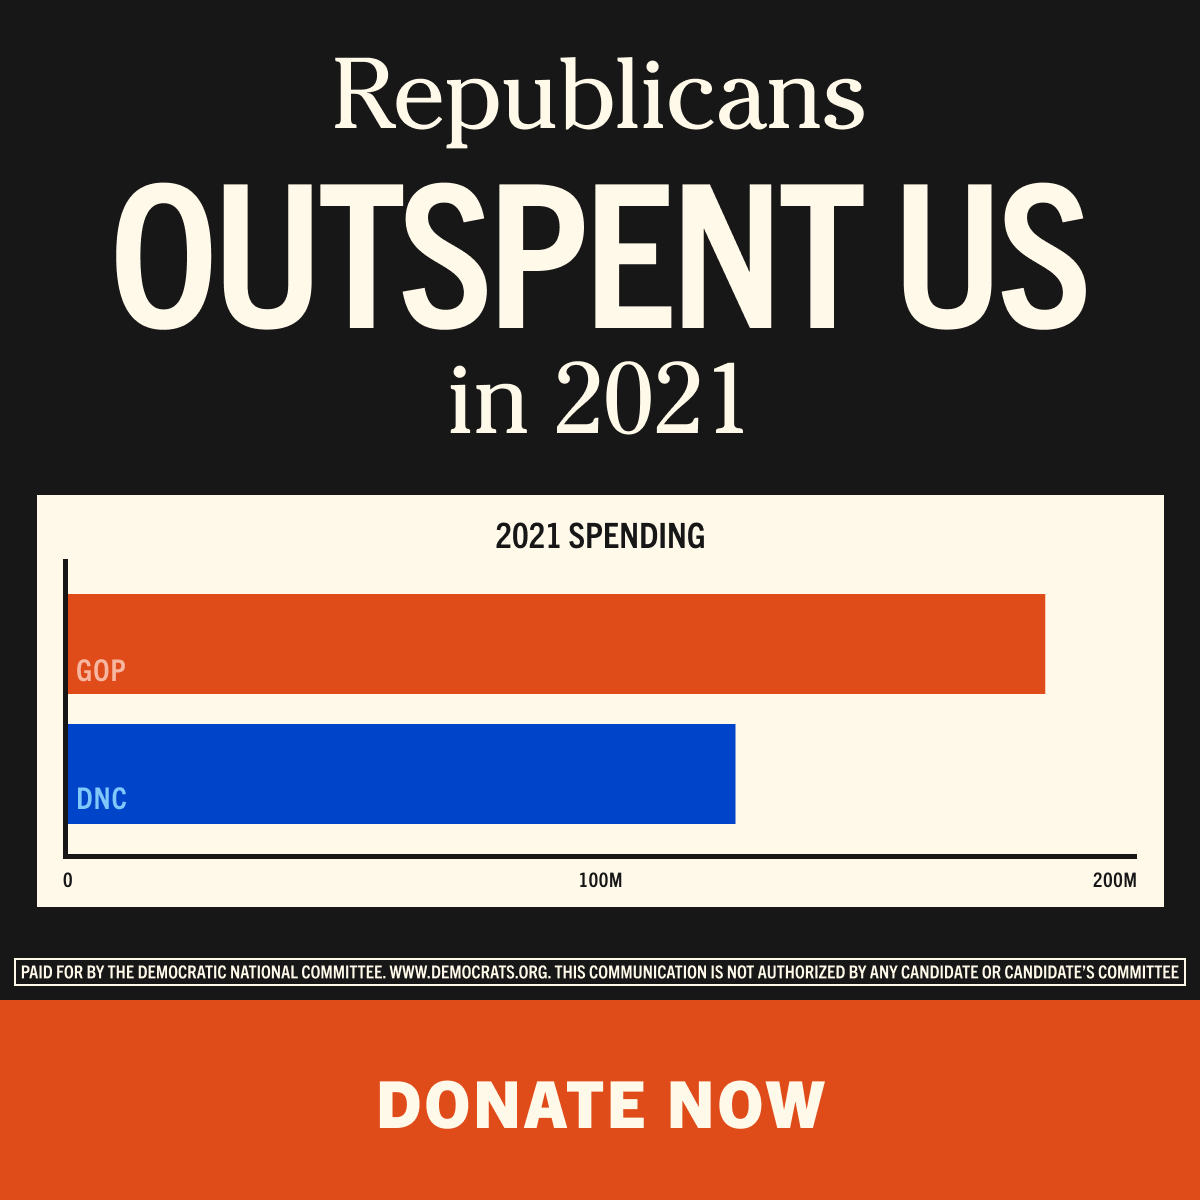 Republicans
OUTSPENT US
in 2021
2021 SPENDING
GOP
DNC
0 100M 200M
PAID FOR BY THE DEMOCRATIC NATIONAL COMMITTEE. WWW.DEMOCRATS.ORG. THIS COMMUNICATION IS NOT AUTHORIZED BY ANY CANDIDATE OR CANDIDATE’S COMMITTEE
DONATE NOW